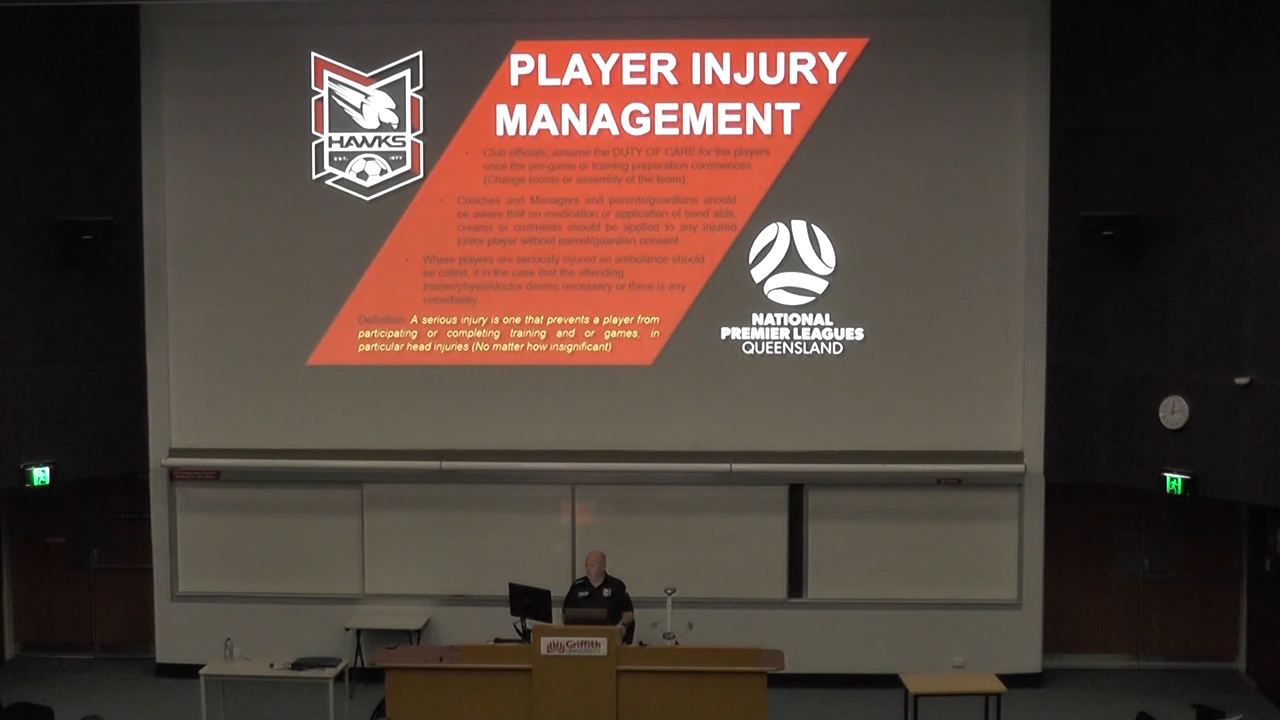 PLAYER INJURY
MANAGEMENT
HAWKS
EST. 1977
• Club officials, assume the DUTY OF CARE for the players
once the pre-game or training preparation commences
(Change rooms or assembly of the team).
• Coaches and Managers and parents/guardians should
be aware that no medication or application of band aids,
creams or ointments should be applied to any injured
junior player without parent/guardian consent.
• Where players are seriously injured an ambulance should
be called, if in the case that the attending
trainer/physio/doctor deems necessary or there is any
uncertainty.
Definition: A serious injury is one that prevents a player from
participating or completing training and or games, in
particular head injuries (No matter how insignificant)
NATIONAL
PREMIER LEAGUES
QUEENSLAND
Griffith
UNIVERSITY